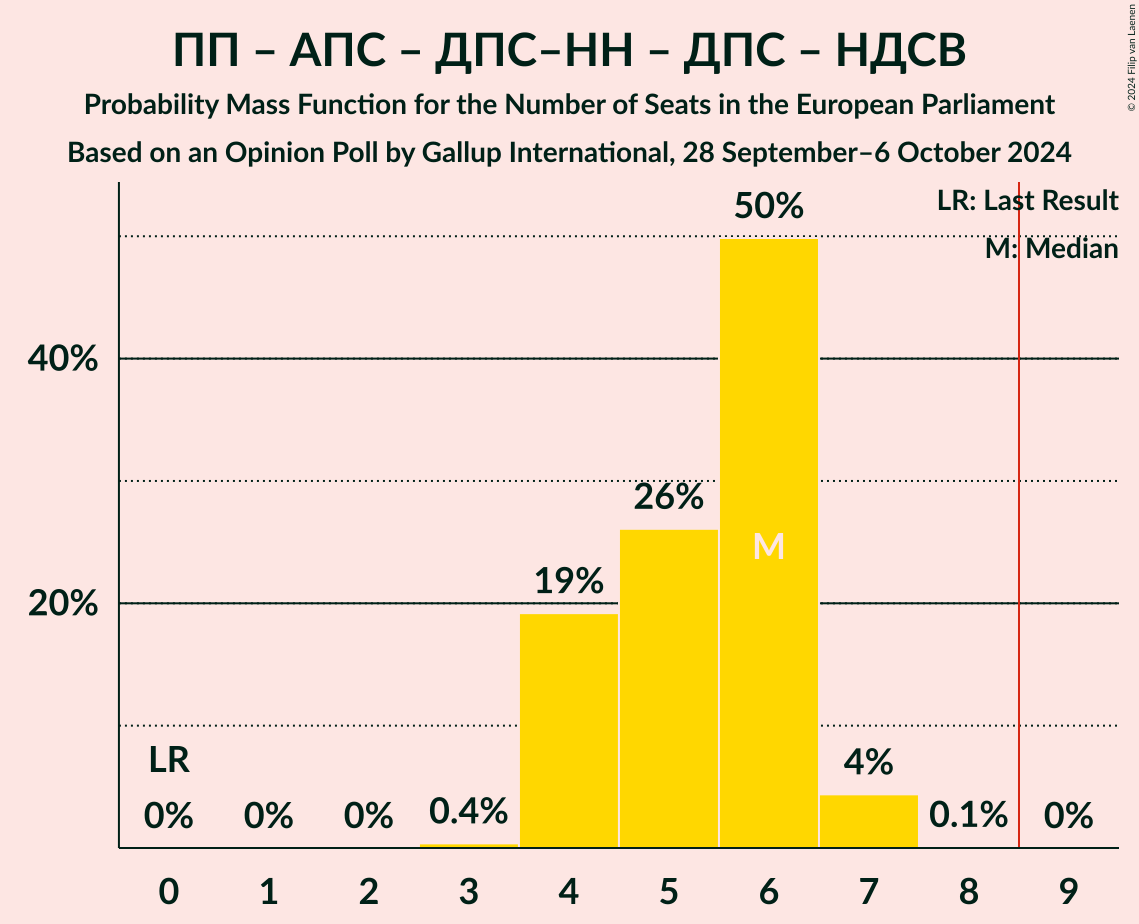 ПП – АПС – ДПС–НН – ДПС – НДСВ
Probability Mass Function for the Number of Seats in the European Parliament
Based on an Opinion Poll by Gallup International, 28 September–6 October 2024
© 2024 Filip van Laenen
LR: Last Result
M: Median
50%
40%
26%
M
19%
20%
LR
4%
0% 0% 0% 0.4% 0.1% 0%
0 1 2 3 4 5 6 7 8 9